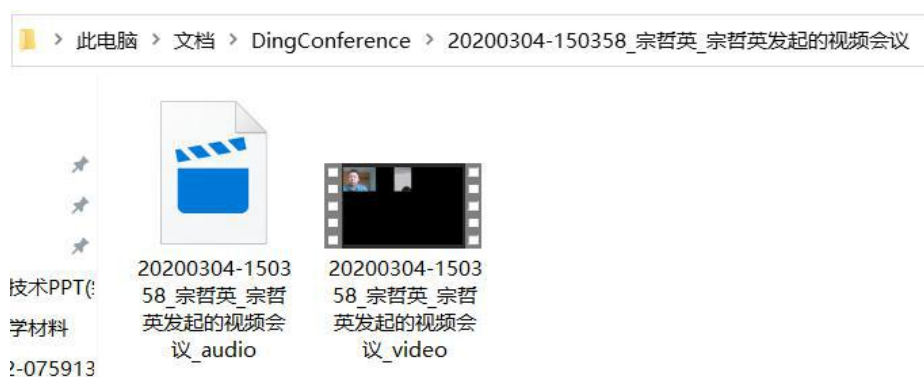 此电脑 > 文档 > DingConference > 20200304-150358_宗哲英_宗哲英发起的视频会议
技术PPT(
学材料
2-075913
20200304-1503
58_宗哲英_宗哲
英发起的视频会
议_audio
20200304-1503
58_宗哲英_宗哲
英发起的视频会
议_video